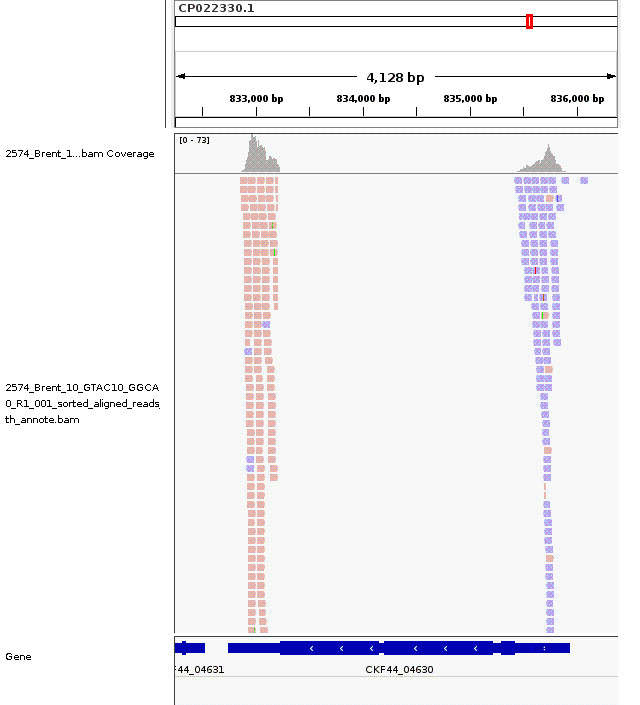 CP022330.1
4,128 bp
833,000 bp 834,000 bp 835,000 bp 836,000 bp
[0 - 73]
2574_Brent_1...bam Coverage
2574_Brent_10_GTAC10_GGCA
0_R1_001_sorted_aligned_reads_
th_annote.bam
Gene
F44_04631 CKF44_04630